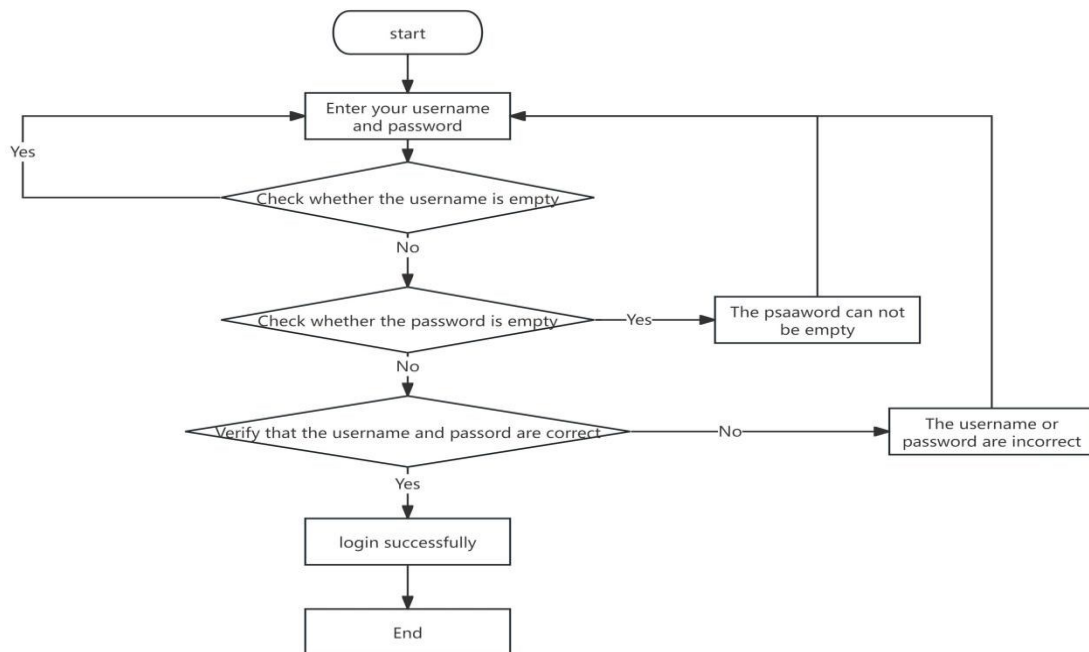 start
Enter your username
and password
Yes
Check whether the username is empty
No
Check whether the password is empty
Yes
The psaaword can not
be empty
No
Verify that the username and passord are correct
No
The username or
password are incorrect
Yes
login successfully
End